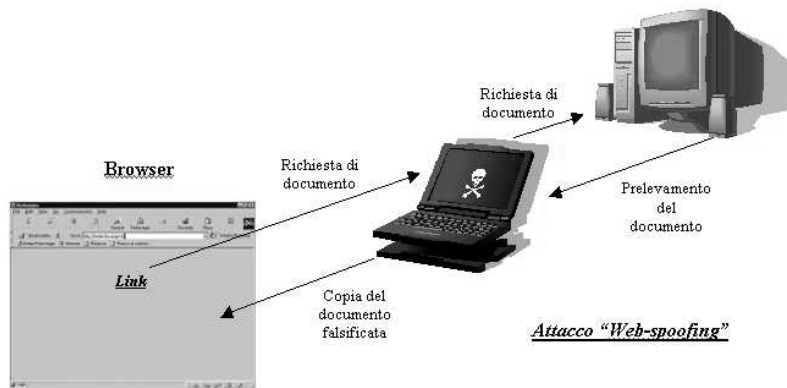 Richiesta di
documento
Browser
Richiesta di
documento
Prelevamento
del
documento
Link
Copia del
documento
falsificata
Attacco "Web-spoofing"